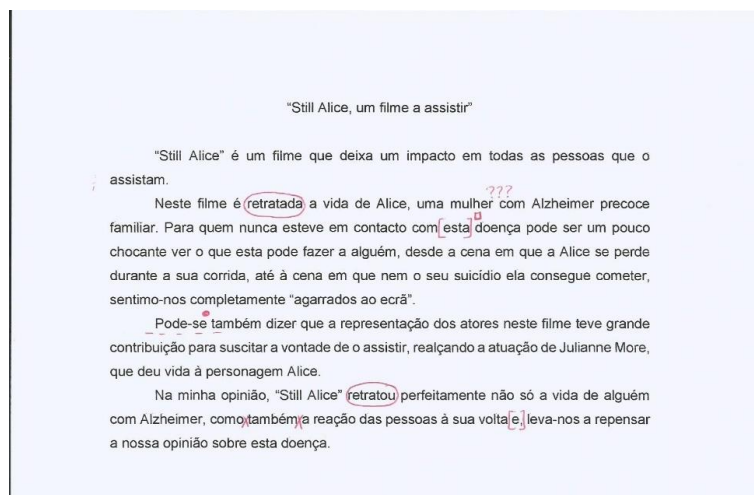 “Still Alice, um filme a assistir”
“Still Alice” é um filme que deixa um impacto em todas as pessoas que o
assistam.
???
Neste filme é retratada a vida de Alice, uma mulher com Alzheimer precoce
familiar. Para quem nunca esteve em contacto com [esta] doença pode ser um pouco
chocante ver o que esta pode fazer a alguém, desde a cena em que a Alice se perde
durante a sua corrida, até à cena em que nem o seu suicídio ela consegue cometer,
sentimo-nos completamente “agarrados ao ecrã”.
Pode-se também dizer que a representação dos atores neste filme teve grande
contribuição para suscitar a vontade de o assistir, realçando a atuação de Julianne More,
que deu vida à personagem Alice.
Na minha opinião, “Still Alice” retratou perfeitamente não só a vida de alguém
com Alzheimer, como também a reação das pessoas à sua volta [e,] leva-nos a repensar
a nossa opinião sobre esta doença.